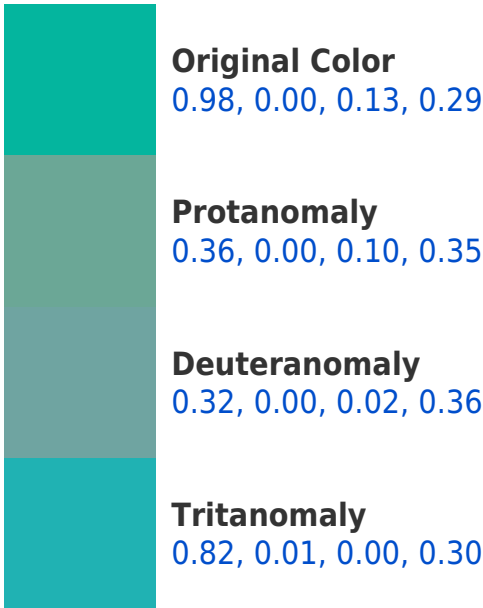 Original Color
0.98, 0.00, 0.13, 0.29
Protanomaly
0.36, 0.00, 0.10, 0.35
Deuteranomaly
0.32, 0.00, 0.02, 0.36
Tritanomaly
0.82, 0.01, 0.00, 0.30